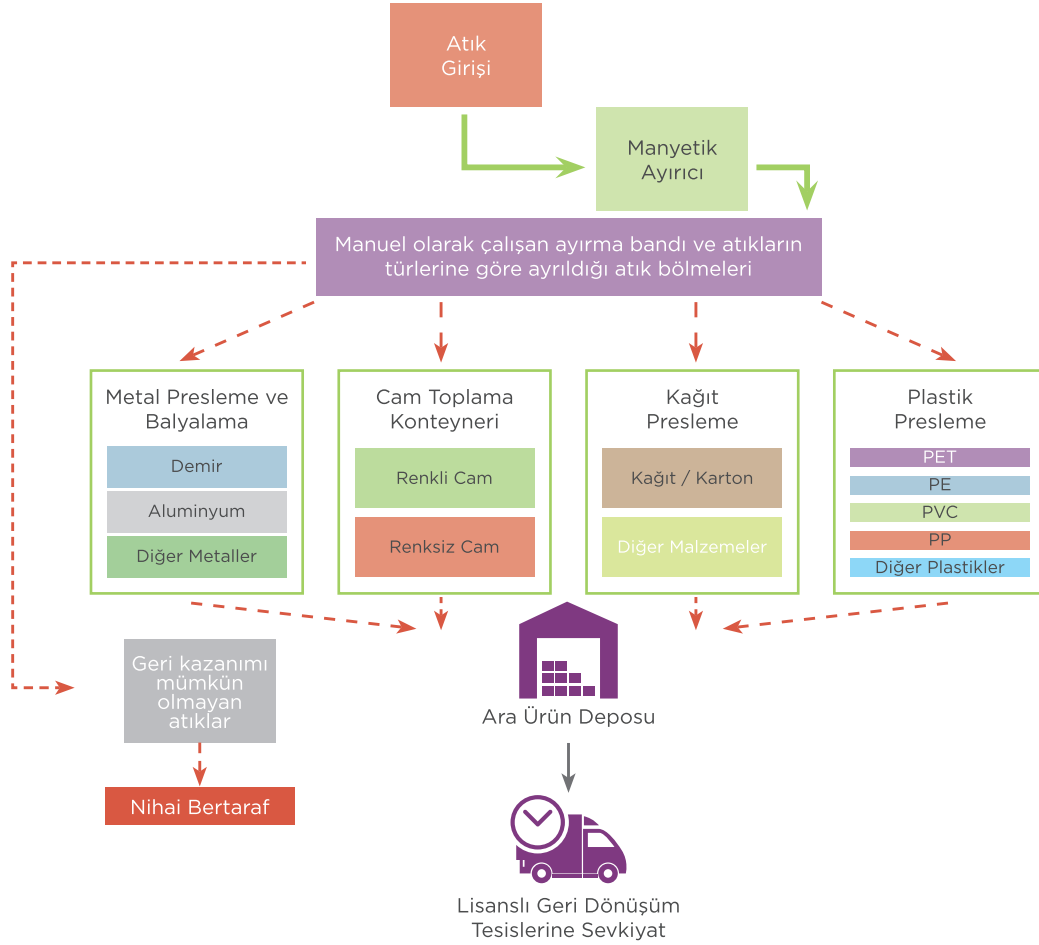 Atık
Girişi
Manyetik
Ayırıcı
Manuel olarak çalışan ayırma bandı ve atıkların
türlerine göre ayrıldığı atık bölmeleri
Metal Presleme ve
Balyalama
Demir
Aluminyum
Diğer Metaller
Cam Toplama
Konteyneri
Renkli Cam
Renksiz Cam
Kağıt
Presleme
Kağıt / Karton
Diğer Malzemeler
Plastik
Presleme
PET
PE
PVC
PP
Diğer Plastikler
Geri kazanımı
mümkün
olmayan
atıklar
Nihai Bertaraf
Ara Ürün Deposu
Lisanslı Geri Dönüşüm
Tesislerine Sevkiyat